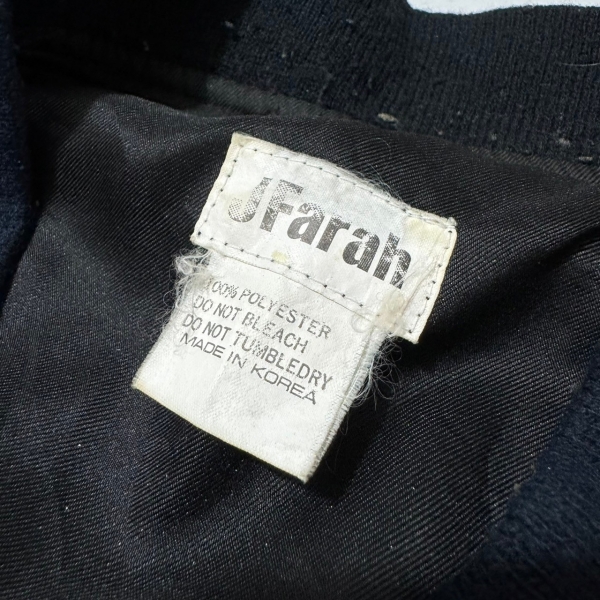 JFarah
100% POLYESTER
DO NOT BLEACH
DO NOT TUMBLEDRY
MADE IN KOREA